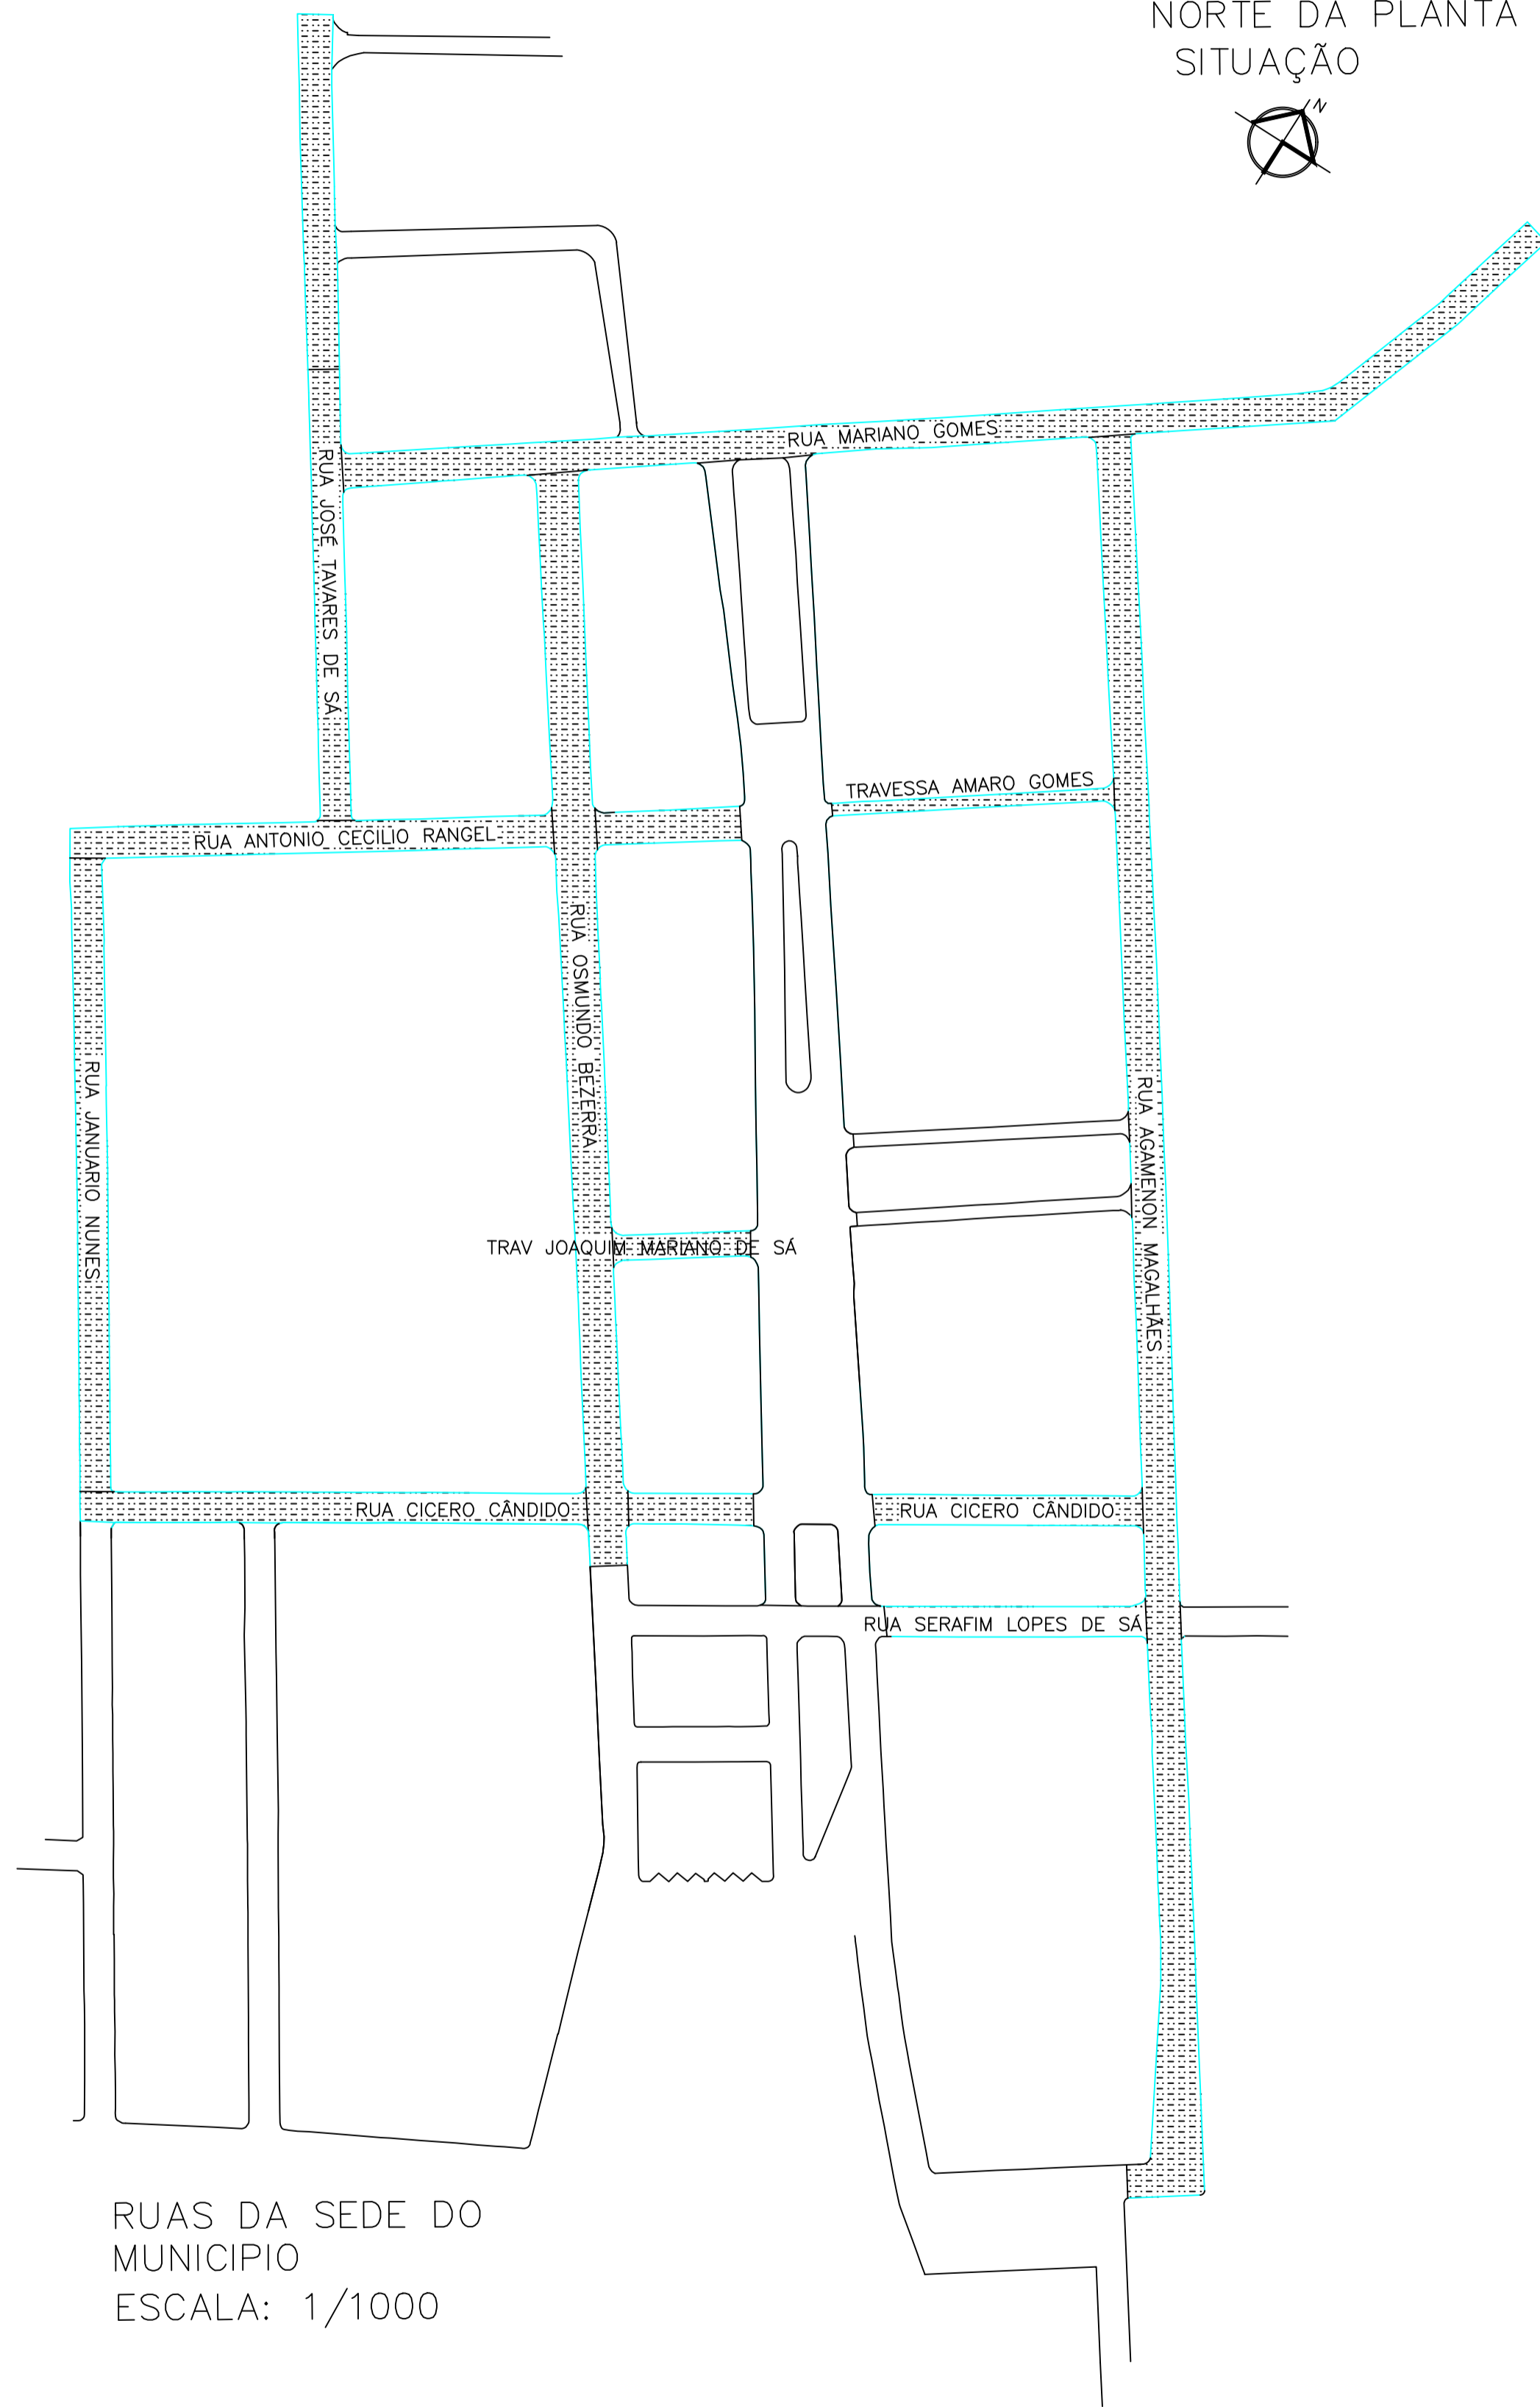 NORTE DA PLANTA
SITUAÇÃO
N
RUA MARIANO GOMES
RUA JOSÉ TAVARES DE SÁ
TRAVESSA AMARO GOMES
RUA ANTONIO CECILIO RANGEL
RUA OSMUNDO BEZERRA
RUA JANUARIO NUNES
RUA AGAMENON MAGALHÃES
TRAV JOAQUIM MARIANO DE SÁ
RUA CICERO CÂNDIDO
RUA CICERO CÂNDIDO
RUA SERAFIM LOPES DE SÁ
RUAS DA SEDE DO
MUNICIPIO
ESCALA: 1/1000